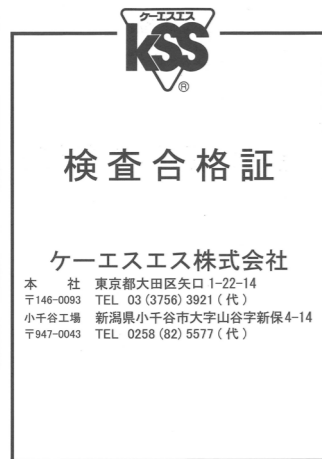 ケーエスエス
KSS
®
検査合格証
ケーエスエス株式会社
本　社 東京都大田区矢口1-22-14
〒146-0093 TEL 03(3756)3921(代)
小千谷工場 新潟県小千谷市大字山谷字新保4-14
〒947-0043 TEL 0258(82)5577(代)